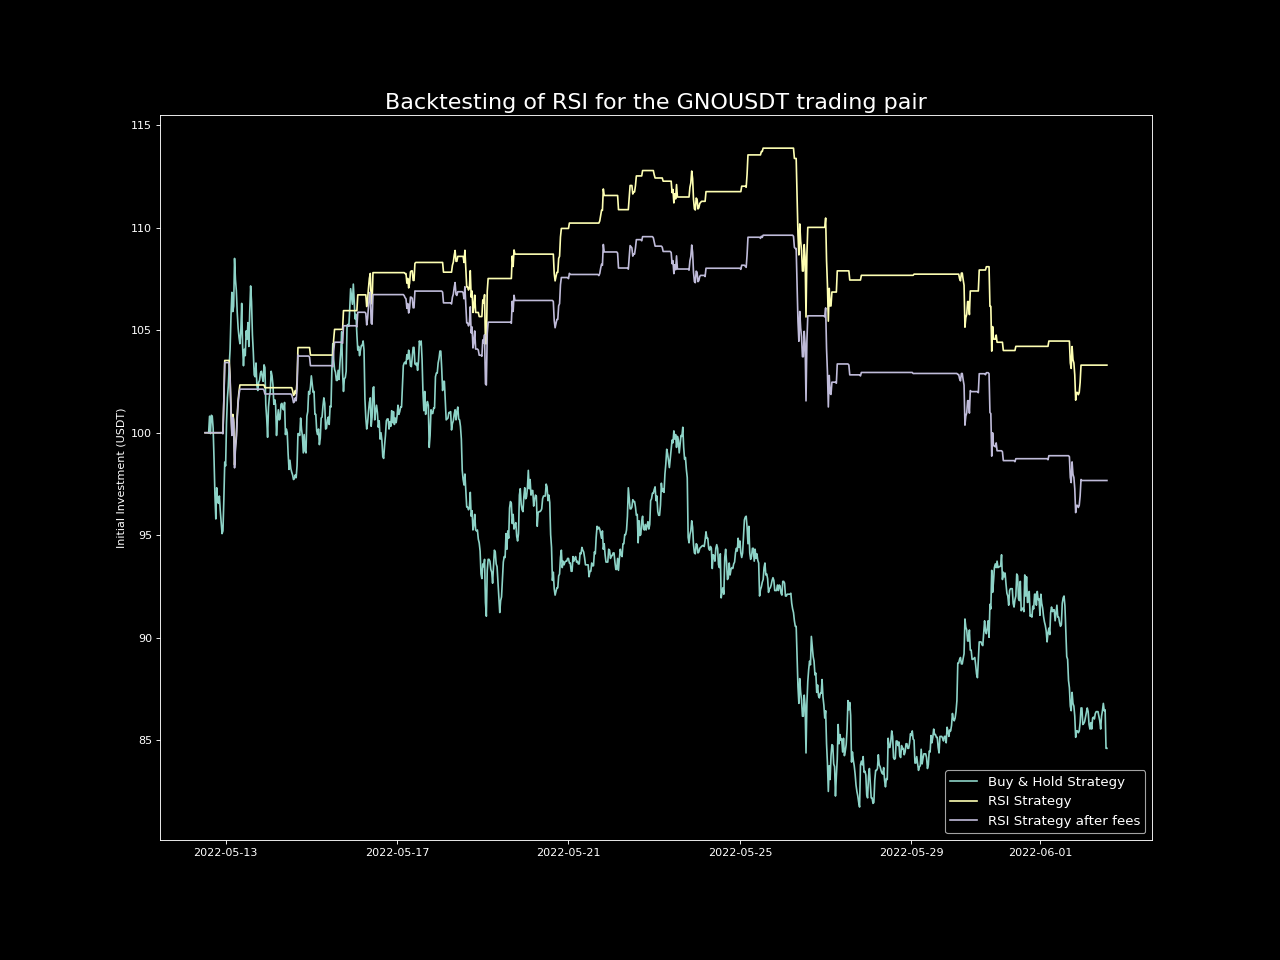 Backtesting of RSI for the GNOUSDT trading pair
115
110
105
100
95
90
85
Initial Investment (USDT)
2022-05-13
2022-05-17
2022-05-21
2022-05-25
2022-05-29
2022-06-01
Buy & Hold Strategy
RSI Strategy
RSI Strategy after fees